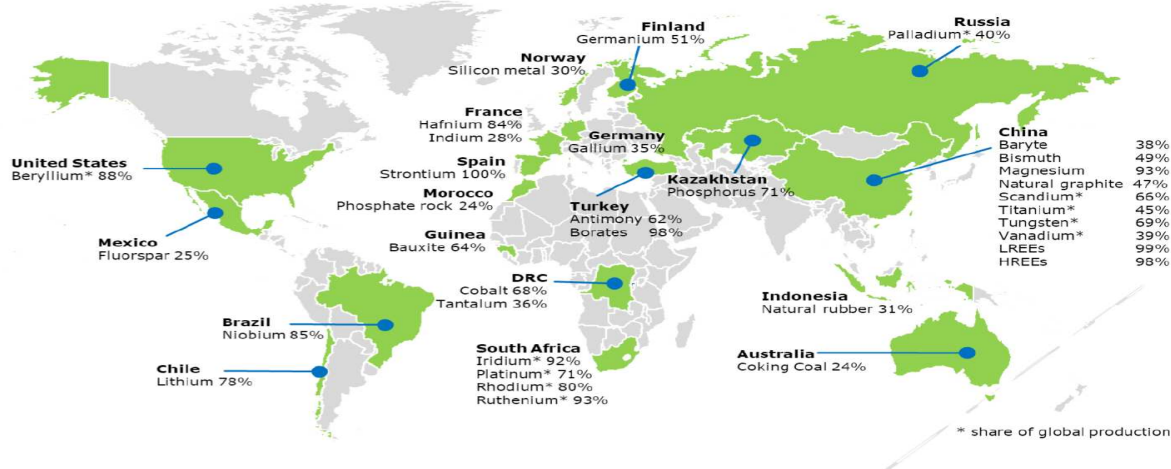 Finland
Germanium 51%
Russia
Palladium* 40%
Norway
Silicon metal 30%
France
Hafnium 84%
Indium 28%
Germany
Gallium 35%
China
Baryte 38%
Bismuth 49%
Magnesium 93%
Natural graphite 47%
Scandium* 66%
Titanium* 45%
Tungsten* 69%
Vanadium* 39%
LREEs 99%
HREEs 98%
United States
Beryllium* 88%
Spain
Strontium 100%
Kazakhstan
Phosphorus 71%
Morocco
Phosphate rock 24%
Turkey
Antimony 62%
Borates 98%
Mexico
Fluorspar 25%
Guinea
Bauxite 64%
DRC
Cobalt 68%
Tantalum 36%
Indonesia
Natural rubber 31%
Brazil
Niobium 85%
South Africa
Iridium* 92%
Platinum* 71%
Rhodium* 80%
Ruthenium* 93%
Australia
Coking Coal 24%
Chile
Lithium 78%
* share of global production